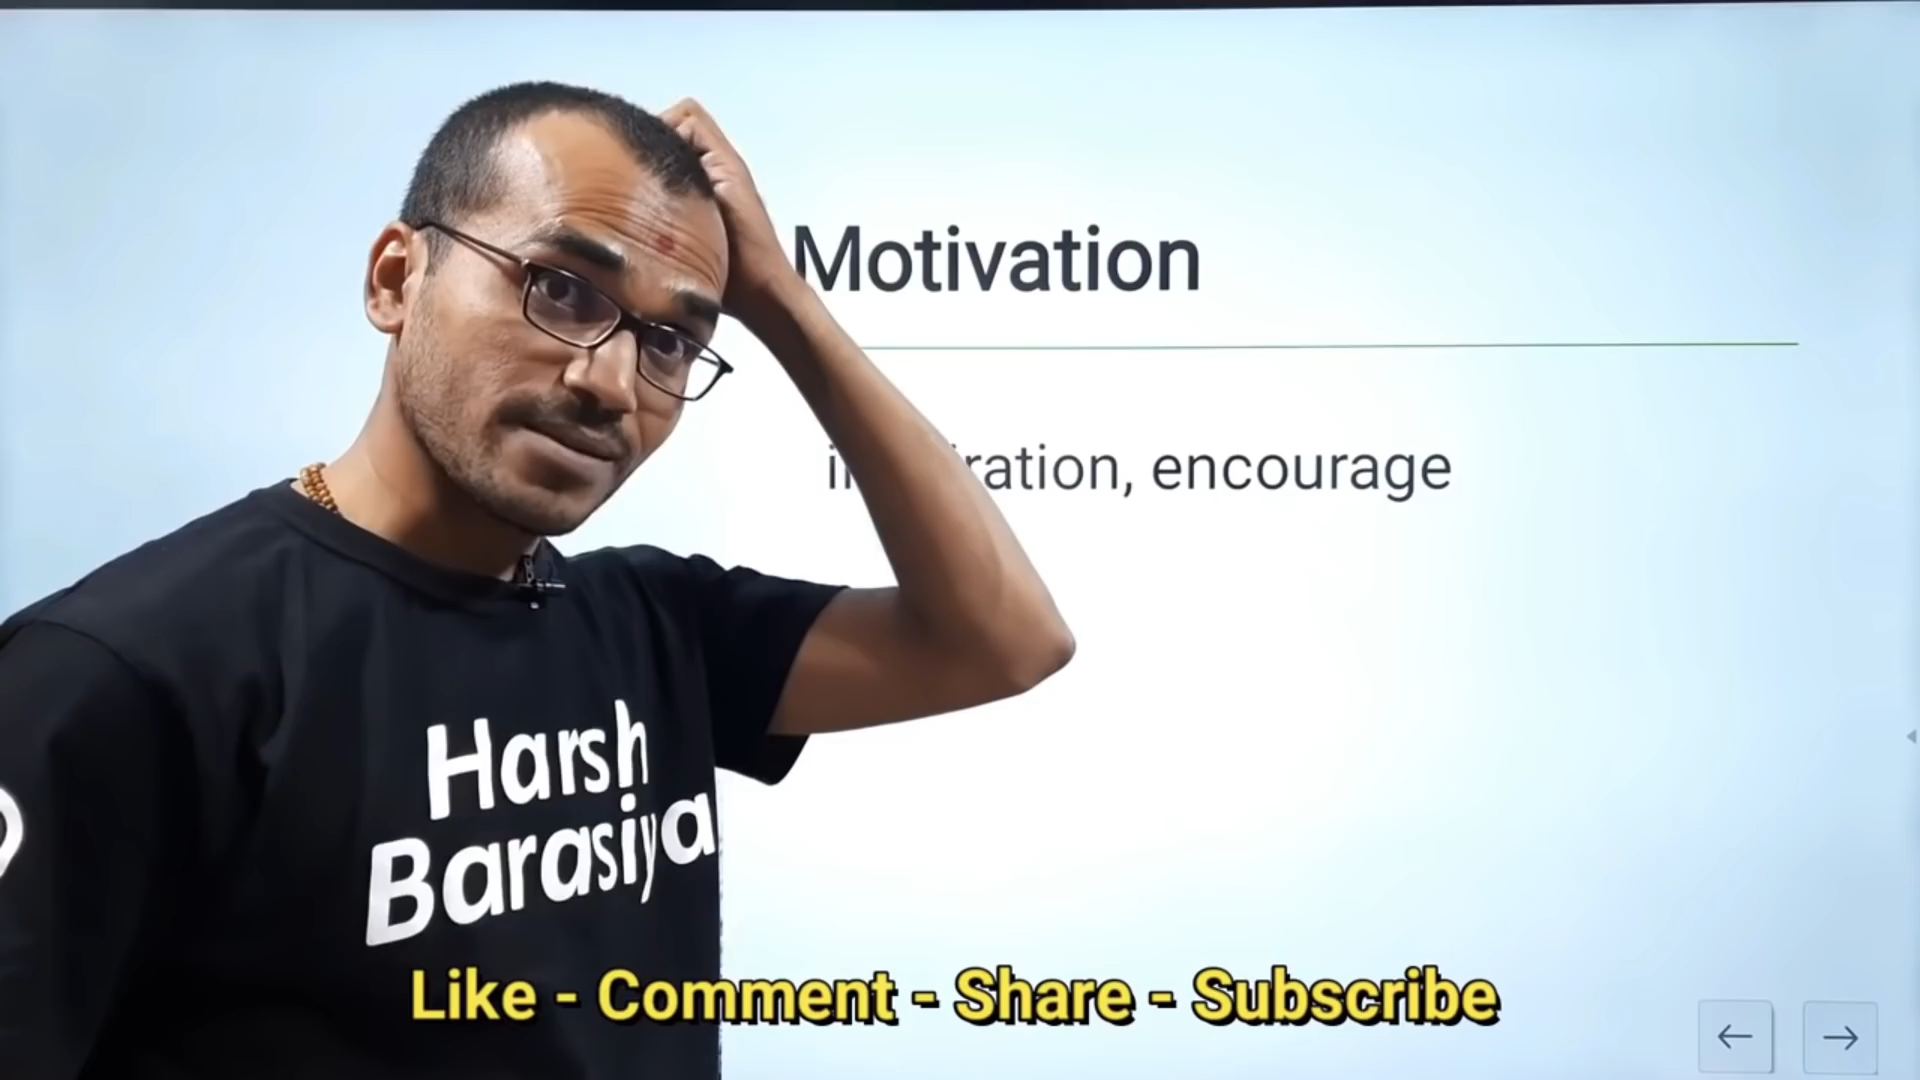 Motivation
encourage
Harsh
Barasiya
Like - Comment - Share - Subscribe